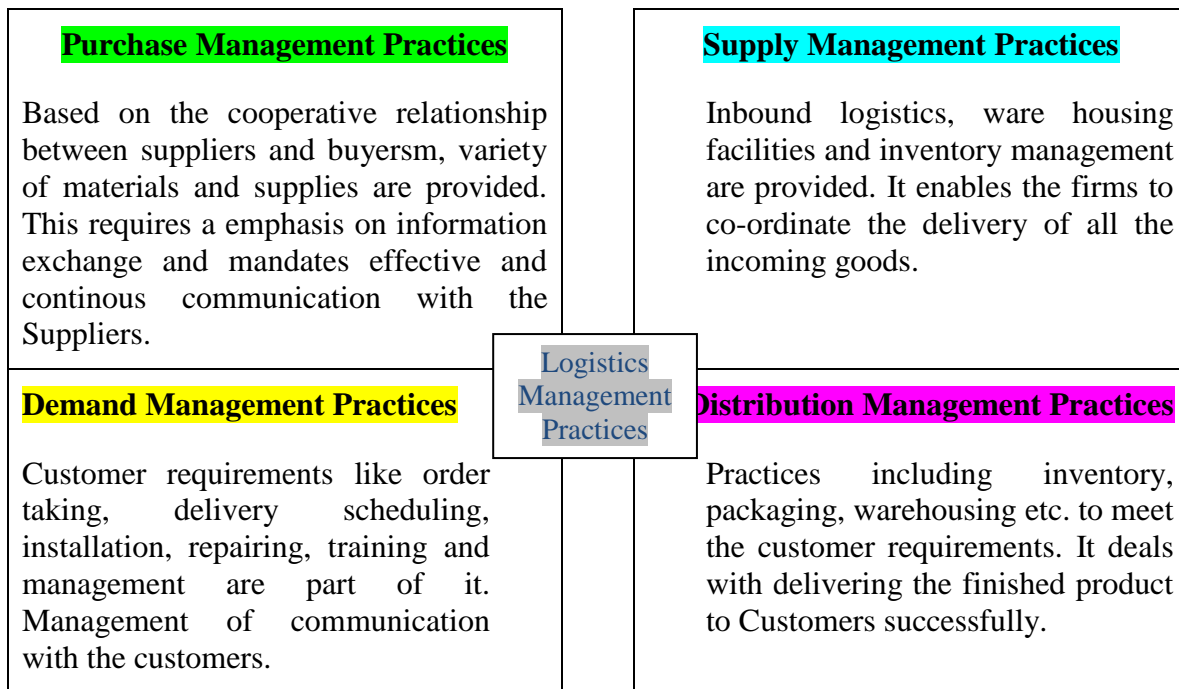 Purchase Management Practices
Based on the cooperative relationship
between suppliers and buyersm, variety
of materials and supplies are provided.
This requires a emphasis on information
exchange and mandates effective and
continous communication with the
Suppliers.
Supply Management Practices
Inbound logistics, ware housing
facilities and inventory management
are provided. It enables the firms to
co-ordinate the delivery of all the
incoming goods.
Logistics
Management
Practices
Demand Management Practices
Customer requirements like order
taking, delivery scheduling,
installation, repairing, training and
management are part of it.
Management of communication
with the customers.
Distribution Management Practices
Practices including inventory,
packaging, warehousing etc. to meet
the customer requirements. It deals
with delivering the finished product
to Customers successfully.